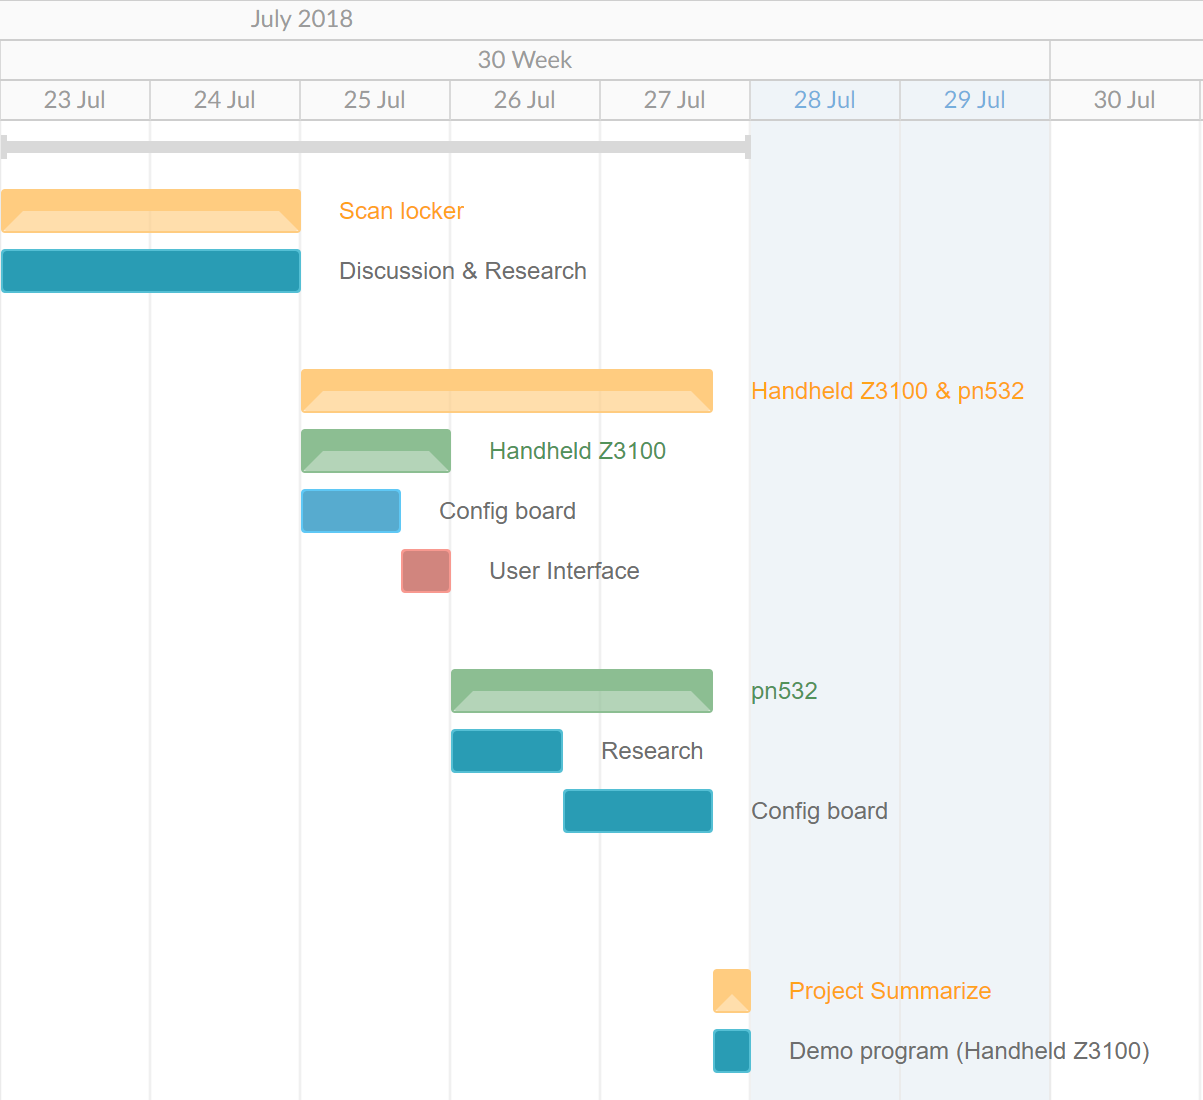 July 2018
30 Week
23 Jul 24 Jul 25 Jul 26 Jul 27 Jul 28 Jul 29 Jul 30 Jul
Scan locker
Discussion & Research
Handheld Z3100 & pn532
Handheld Z3100
Config board
User Interface
pn532
Research
Config board
Project Summarize
Demo program (Handheld Z3100)